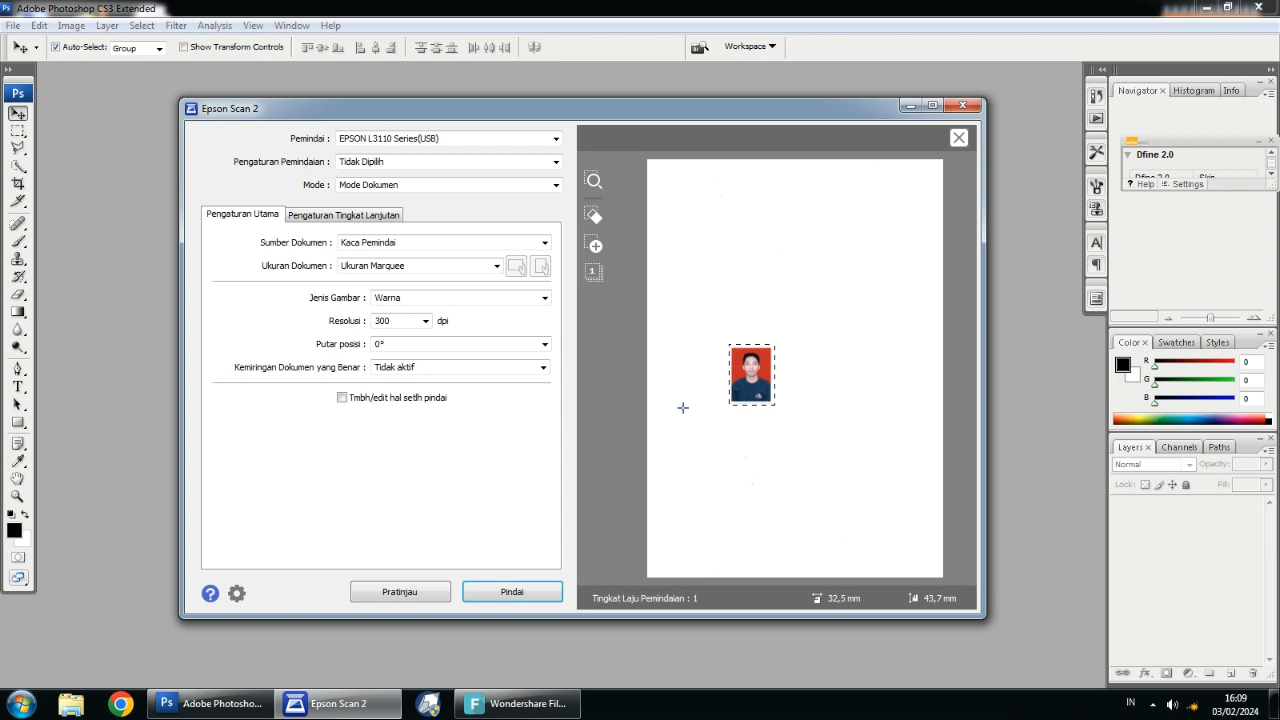 Ps Adobe Photoshop CS3 Extended
File Edit Image Layer Select Filter Analysis View Window Help
Auto-Select: Group Show Transform Controls Workspace
Ps
Epson Scan 2
Pemindai : EPSON L3110 Series(USB)
Pengaturan Pemindaian : Tidak Dipilih
Mode : Mode Dokumen
Pengaturan Utama Pengaturan Tingkat Lanjutan
Sumber Dokumen : Kaca Pemindai
Ukuran Dokumen : Ukuran Marquee
Jenis Gambar : Warna
Resolusi : 300 dpi
Putar posisi : 0°
Kemiringan Dokumen yang Benar : Tidak aktif
Tmbh/edit hal setlh pindai
Pratinjau Pindai
1
Tingkat Laju Pemindaian : 1 32,5 mm 43,7 mm
Navigator Histogram Info
Dfine 2.0
Help Settings
Color Swatches Styles
R 0
G 0
B 0
Layers Channels Paths
Normal Opacity:
Lock: Fill:
Ps Adobe Photosho... Epson Scan 2 Wondershare Fil...
IN 16:09
03/02/2024